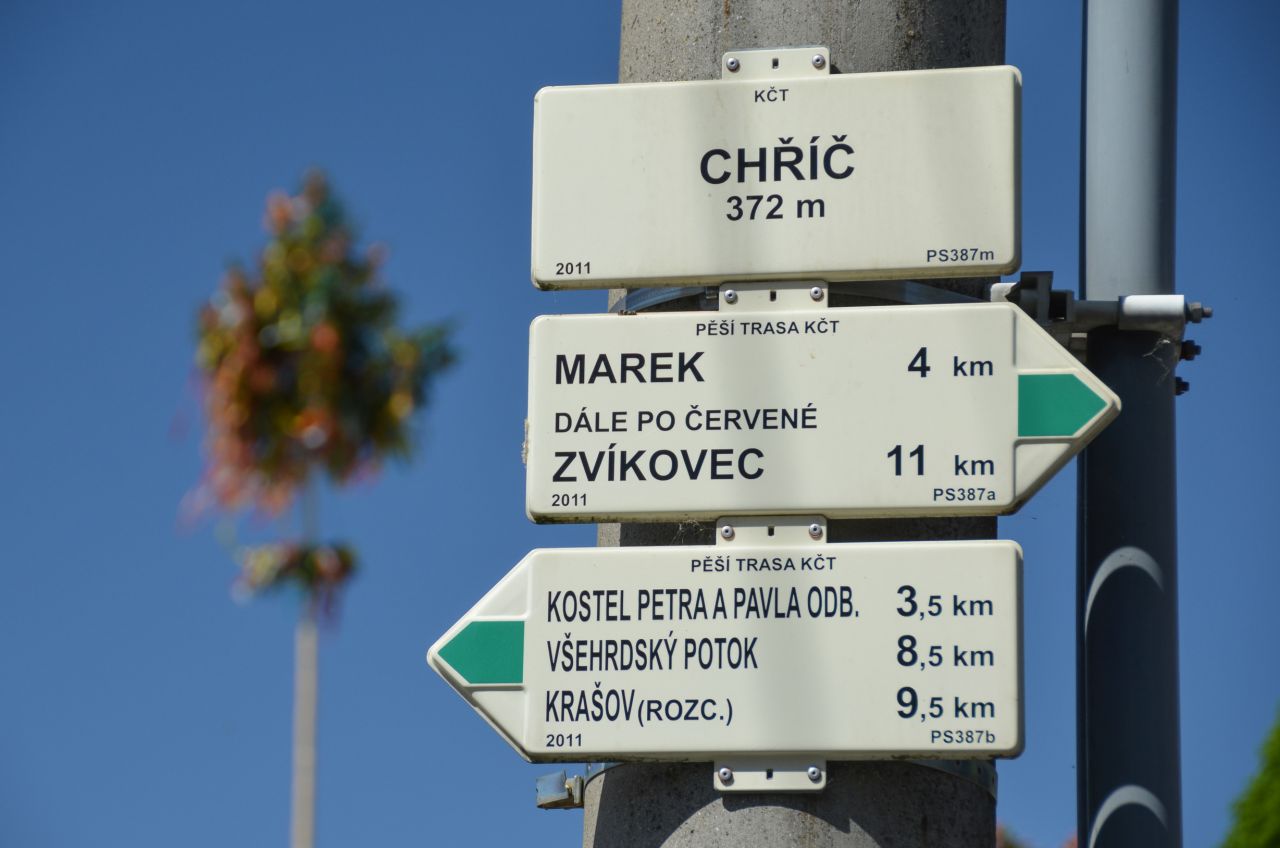 KČT
CHŘÍČ
372 m
2011 PS387m
PĚŠÍ TRASA KČT
MAREK 4 km
DÁLE PO ČERVENÉ
ZVÍKOVEC 11 km
2011 PS387a
PĚŠÍ TRASA KČT
KOSTEL PETRA A PAVLA ODB. 3,5 km
VŠEHRDSKÝ POTOK 8,5 km
KRAŠOV (ROZC.) 9,5 km
2011 PS387b